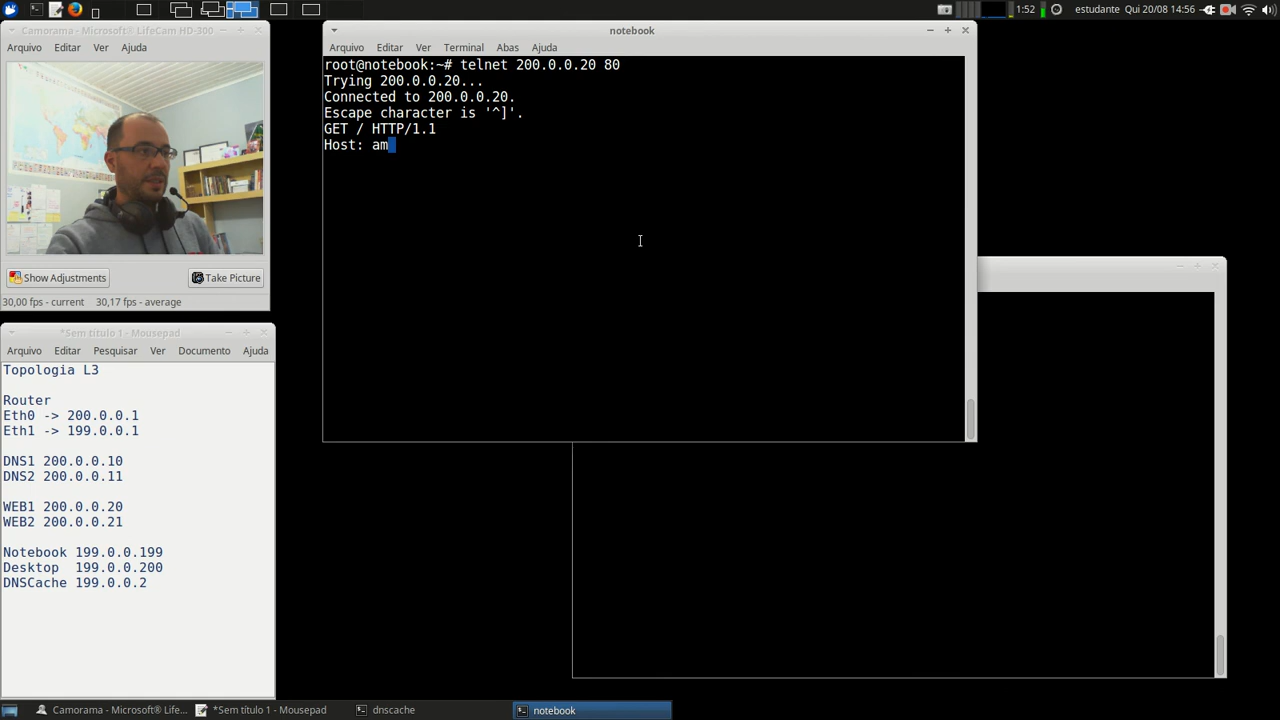 1:52
estudante Qui 20/08 14:56
Camorama - Microsoft® LifeCam HD-300
Arquivo Editar Ver Ajuda
Show Adjustments
Take Picture
30,00 fps - current 30,17 fps - average
*Sem título 1 - Mousepad
Arquivo Editar Pesquisar Ver Documento Ajuda
Topologia L3
Router
Eth0 -> 200.0.0.1
Eth1 -> 199.0.0.1
DNS1 200.0.0.10
DNS2 200.0.0.11
WEB1 200.0.0.20
WEB2 200.0.0.21
Notebook 199.0.0.199
Desktop  199.0.0.200
DNSCache 199.0.0.2
notebook
Arquivo Editar Ver Terminal Abas Ajuda
root@notebook:~# telnet 200.0.0.20 80
Trying 200.0.0.20...
Connected to 200.0.0.20.
Escape character is '^]'.
GET / HTTP/1.1
Host: am
Camorama - Microsoft® Life...
*Sem título 1 - Mousepad
dnscache
notebook